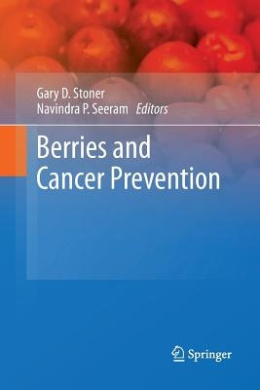 Gary D. Stoner
Navindra P. Seeram Editors
Berries and
Cancer Prevention
Springer